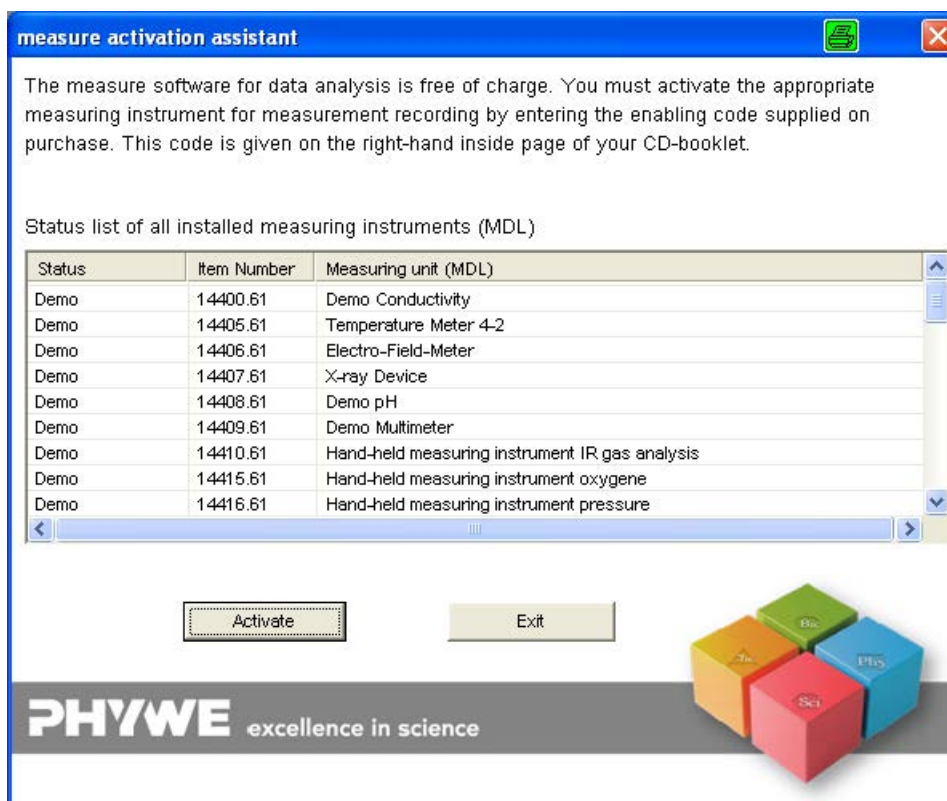 measure activation assistant
The measure software for data analysis is free of charge. You must activate the appropriate
measuring instrument for measurement recording by entering the enabling code supplied on
purchase. This code is given on the right-hand inside page of your CD-booklet.
Status list of all installed measuring instruments (MDL)
Status Item Number Measuring unit (MDL)
Demo 14400.61 Demo Conductivity
Demo 14405.61 Temperature Meter 4-2
Demo 14406.61 Electro-Field-Meter
Demo 14407.61 X-ray Device
Demo 14408.61 Demo pH
Demo 14409.61 Demo Multimeter
Demo 14410.61 Hand-held measuring instrument IR gas analysis
Demo 14415.61 Hand-held measuring instrument oxygene
Demo 14416.61 Hand-held measuring instrument pressure
Activate Exit
Phys
Sci
PHYWE excellence in science